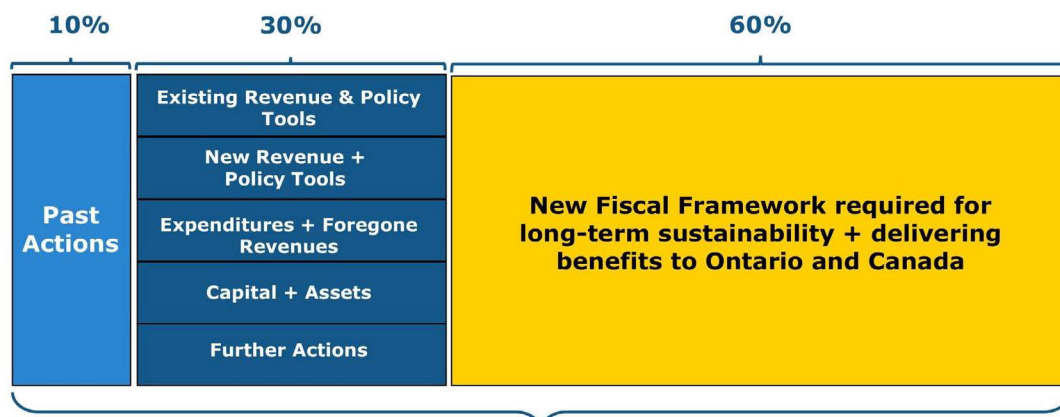 10%
30%
60%
Past
Actions
Existing Revenue & Policy
Tools
New Revenue +
Policy Tools
Expenditures + Foregone
Revenues
Capital + Assets
Further Actions
New Fiscal Framework required for
long-term sustainability + delivering
benefits to Ontario and Canada